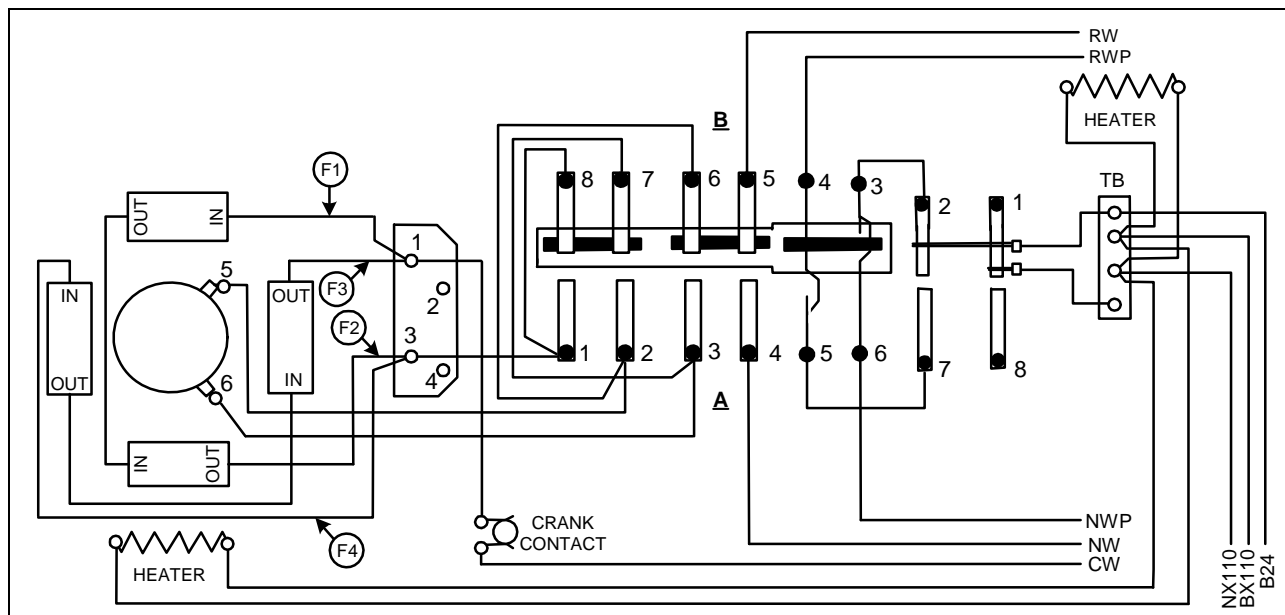 RW
RWP
HEATER
B
TB
8 7 6 5 4 3 2 1
F1
OUT IN
1
2
3
4
F3
F2
5
6
IN
OUT
OUT
IN
IN OUT
1 2 3 4 5 6 7 8
A
F4
HEATER
CRANK
CONTACT
NWP
NW
CW
NX110
BX110
B24